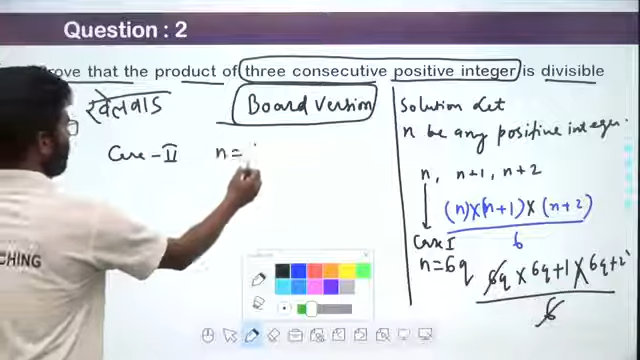 Question : 2
rove that the product of three consecutive positive integer is divisible
Board version
Case - II n =
Solution Let
n be any positive integer.
n, n+1, n+2
(n)×(n+1)×(n+2)
6
Case I
n=6q
6q × 6q+1 × 6q+2
6
CHING